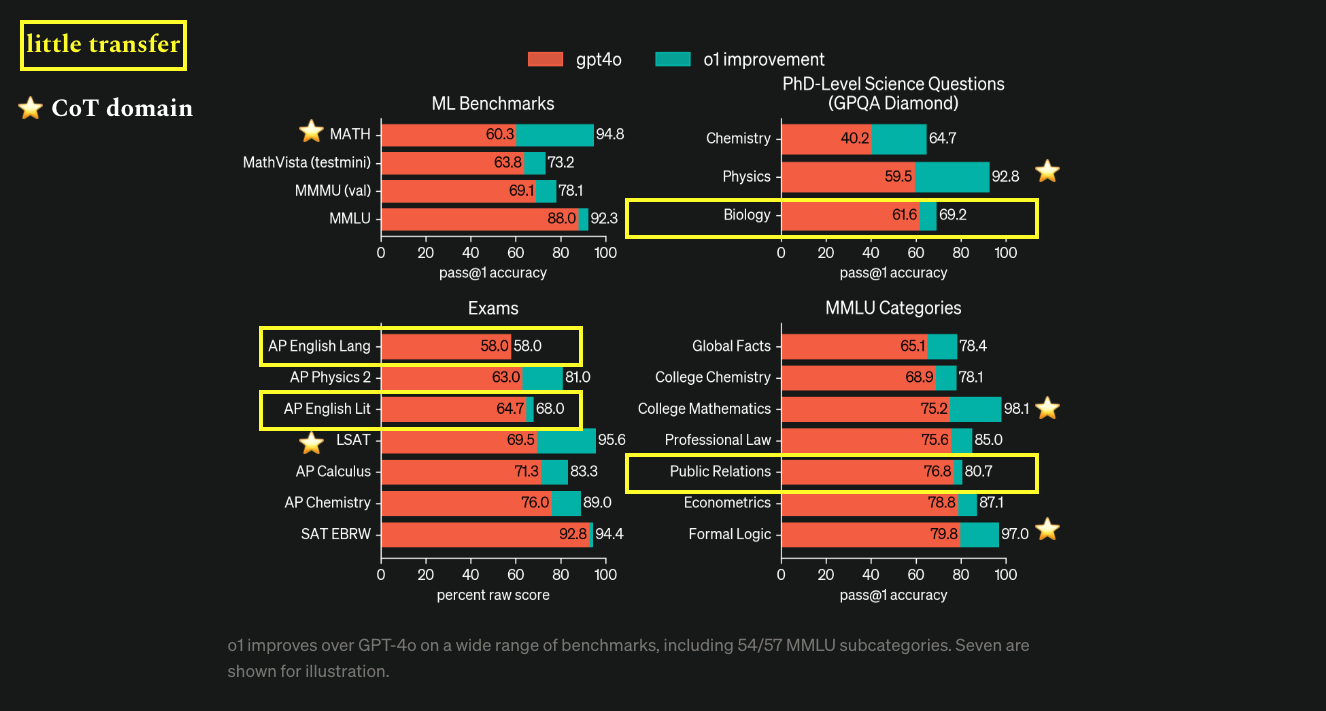 little transfer
CoT domain
gpt4o
o1 improvement
ML Benchmarks
MATH 60.3 94.8
MathVista (testmini) 63.8 73.2
MMMU (val) 69.1 78.1
MMLU 88.0 92.3
0 20 40 60 80 100
pass@1 accuracy
PhD-Level Science Questions
(GPQA Diamond)
Chemistry 40.2 64.7
Physics 59.5 92.8
Biology 61.6 69.2
0 20 40 60 80 100
pass@1 accuracy
Exams
AP English Lang 58.0 58.0
AP Physics 2 63.0 81.0
AP English Lit 64.7 68.0
LSAT 69.5 95.6
AP Calculus 71.3 83.3
AP Chemistry 76.0 89.0
SAT EBRW 92.8 94.4
0 20 40 60 80 100
percent raw score
MMLU Categories
Global Facts 65.1 78.4
College Chemistry 68.9 78.1
College Mathematics 75.2 98.1
Professional Law 75.6 85.0
Public Relations 76.8 80.7
Econometrics 78.8 87.1
Formal Logic 79.8 97.0
0 20 40 60 80 100
pass@1 accuracy
o1 improves over GPT-4o on a wide range of benchmarks, including 54/57 MMLU subcategories. Seven are
shown for illustration.